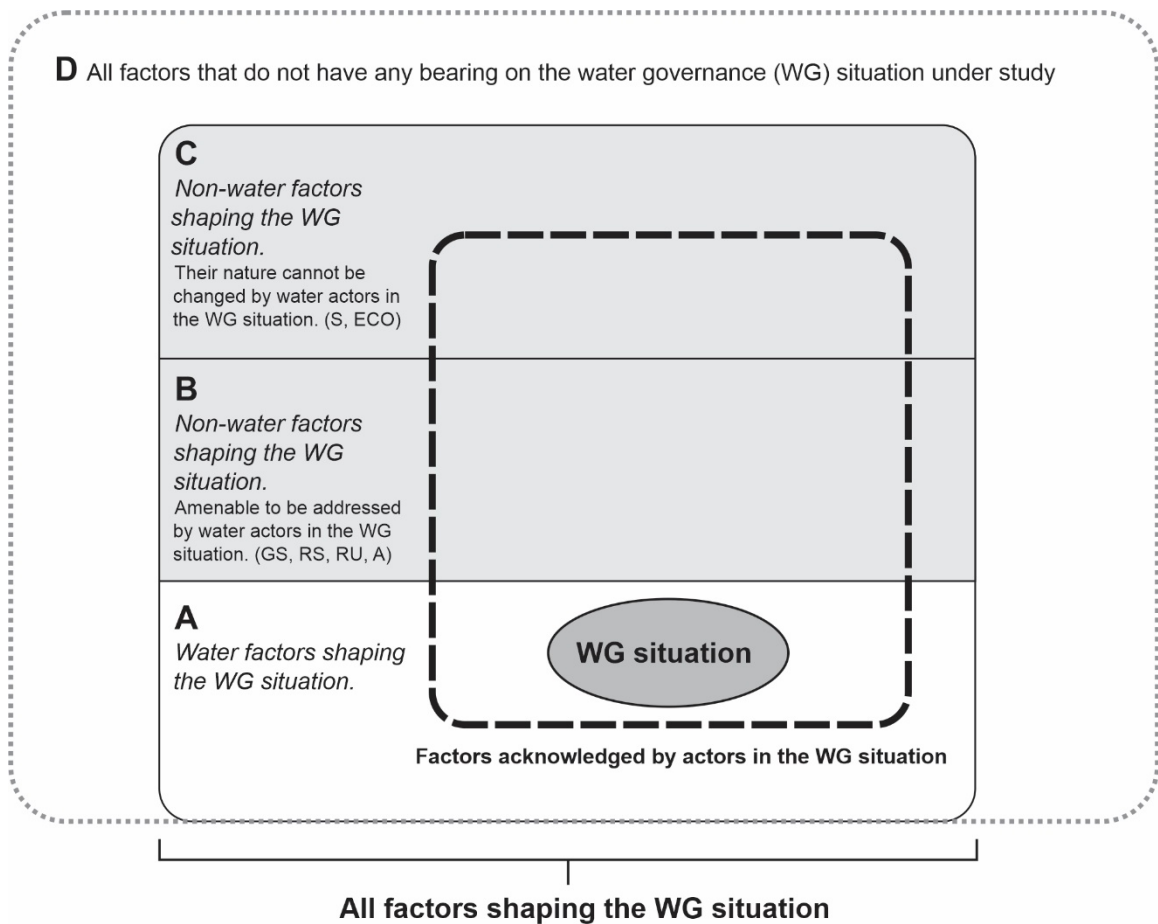 D All factors that do not have any bearing on the water governance (WG) situation under study
C
Non-water factors
shaping the WG
situation.
Their nature cannot be
changed by water actors in
the WG situation. (S, ECO)
B
Non-water factors
shaping the WG
situation.
Amenable to be addressed
by water actors in the WG
situation. (GS, RS, RU, A)
A
Water factors shaping
the WG situation.
WG situation
Factors acknowledged by actors in the WG situation
All factors shaping the WG situation